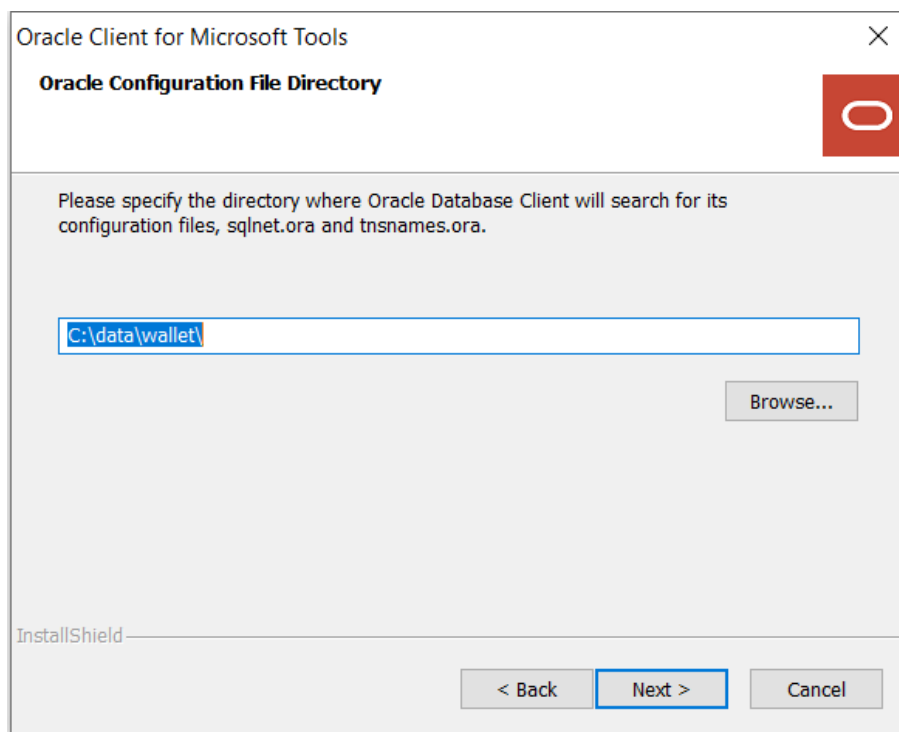 Oracle Client for Microsoft Tools
Oracle Configuration File Directory
Please specify the directory where Oracle Database Client will search for its
configuration files, sqlnet.ora and tnsnames.ora.
C:\data\wallet\
Browse...
InstallShield
< Back
Next >
Cancel